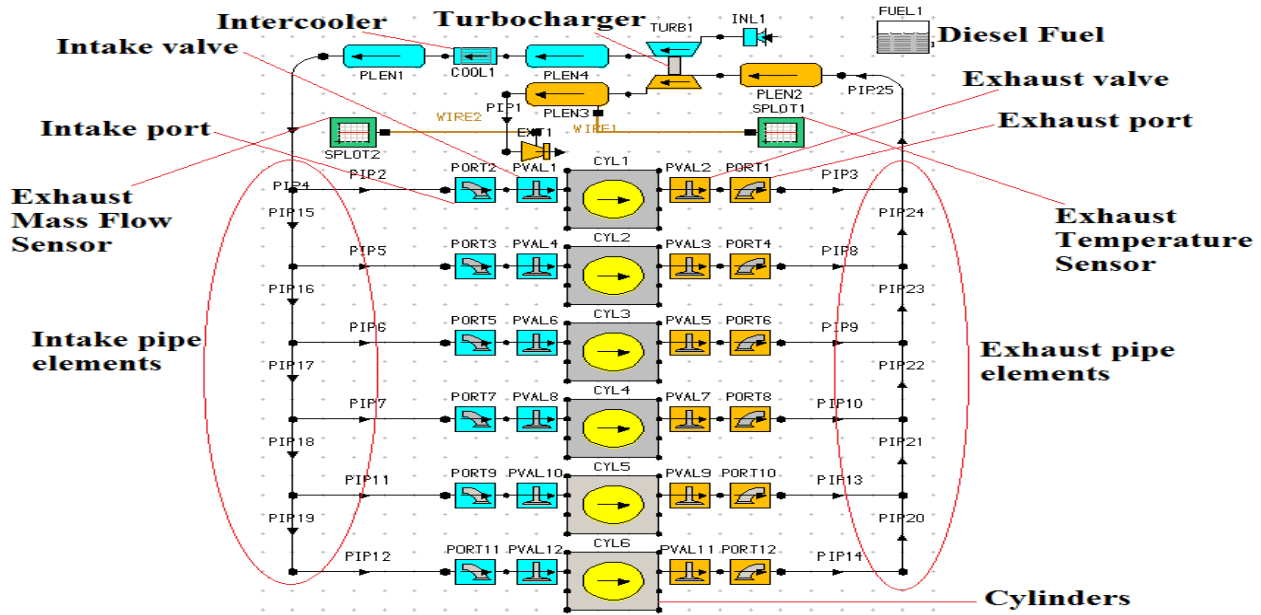 Intercooler
Turbocharger
TURB1
INL1
FUEL1
Diesel Fuel
Intake valve
PLEN1
COOL1
PLEN4
PLEN2
PIP25
Exhaust valve
PIP1
PLEN3
SPLOT1
WIRE2
WIRE1
EXT1
Intake port
Exhaust port
SPLOT2
CYL1
PIP4
PIP2
PORT2
PVAL1
PVAL2
PORT1
PIP3
Exhaust
Mass Flow
Sensor
PIP15
PIP24
Exhaust
Temperature
Sensor
CYL2
PIP5
PORT3
PVAL4
PVAL3
PORT4
PIP8
PIP16
PIP23
CYL3
PIP6
PORT5
PVAL6
PVAL5
PORT6
PIP9
Intake pipe
elements
PIP17
PIP22
Exhaust pipe
elements
CYL4
PIP7
PORT7
PVAL8
PVAL7
PORT8
PIP10
PIP18
PIP21
CYL5
PIP11
PORT9
PVAL10
PVAL9
PORT10
PIP13
PIP19
PIP20
CYL6
PIP12
PORT11
PVAL12
PVAL11
PORT12
PIP14
Cylinders